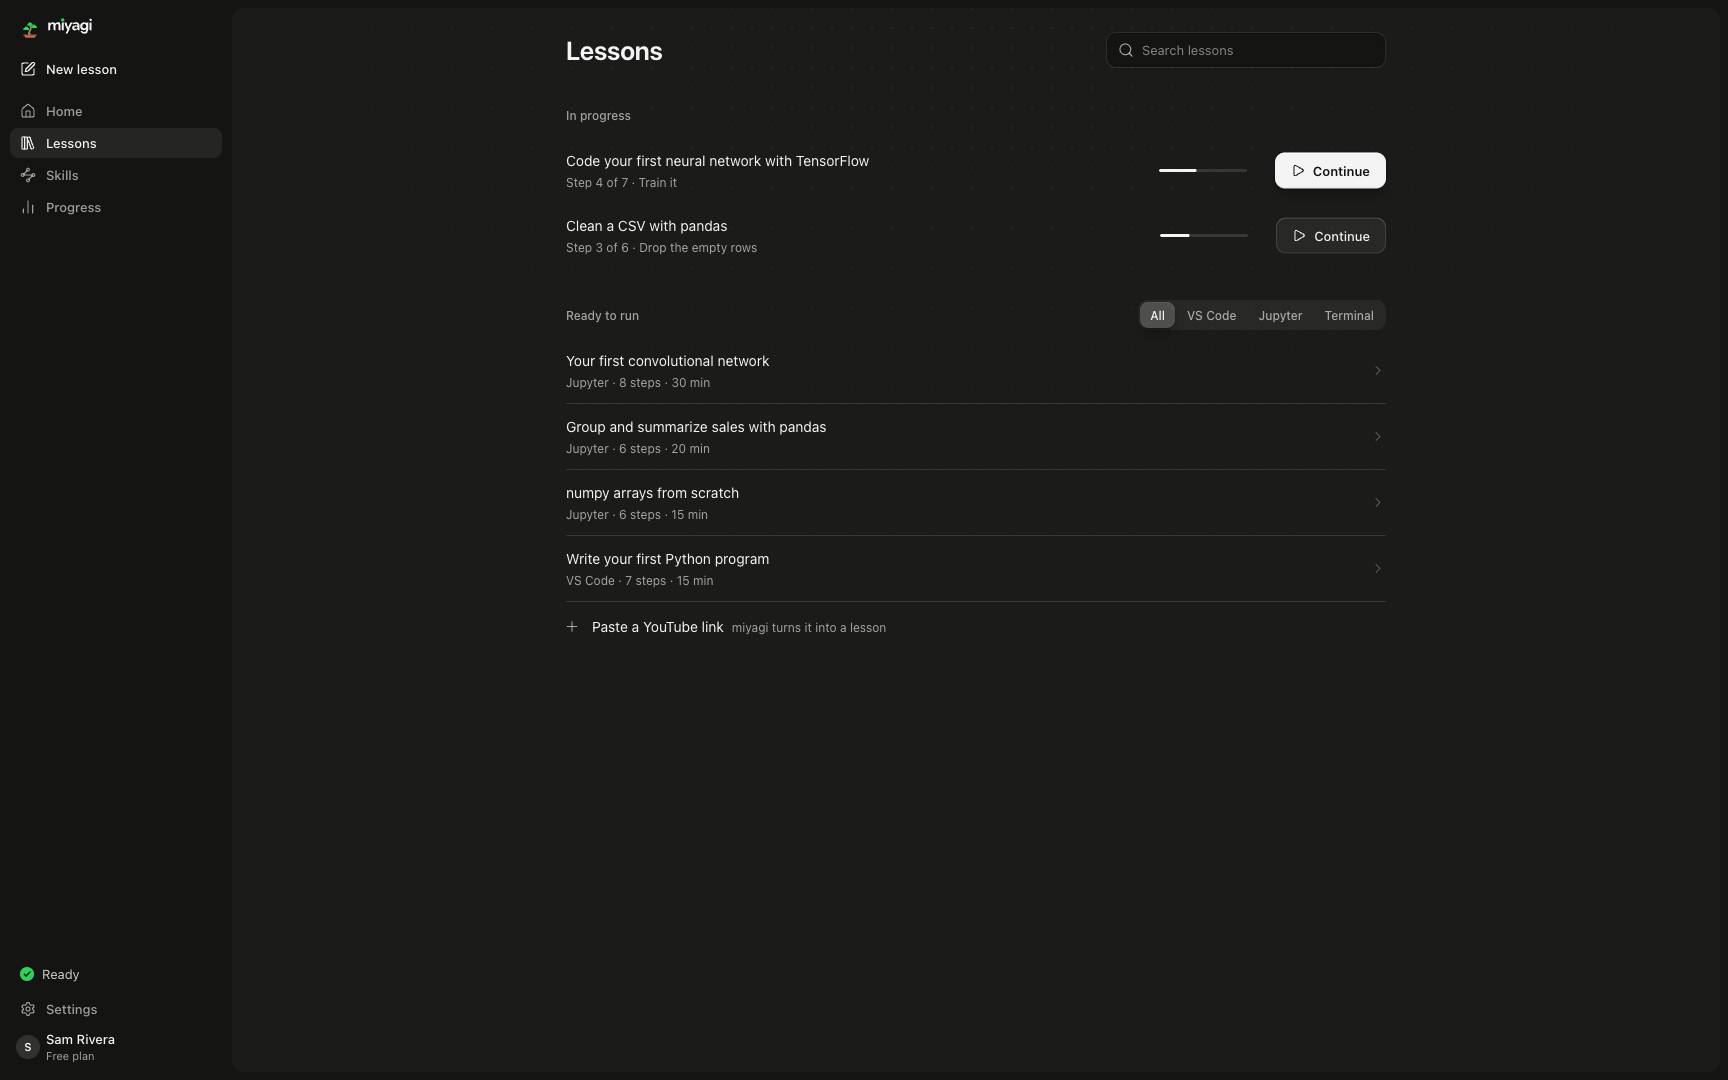 miyagi
New lesson
Home
Lessons
Skills
Progress
Lessons
Search lessons
In progress
Code your first neural network with TensorFlow
Step 4 of 7 · Train it
Continue
Clean a CSV with pandas
Step 3 of 6 · Drop the empty rows
Continue
Ready to run
All VS Code Jupyter Terminal
Your first convolutional network
Jupyter · 8 steps · 30 min
Group and summarize sales with pandas
Jupyter · 6 steps · 20 min
numpy arrays from scratch
Jupyter · 6 steps · 15 min
Write your first Python program
VS Code · 7 steps · 15 min
Paste a YouTube link miyagi turns it into a lesson
Ready
Settings
S
Sam Rivera
Free plan